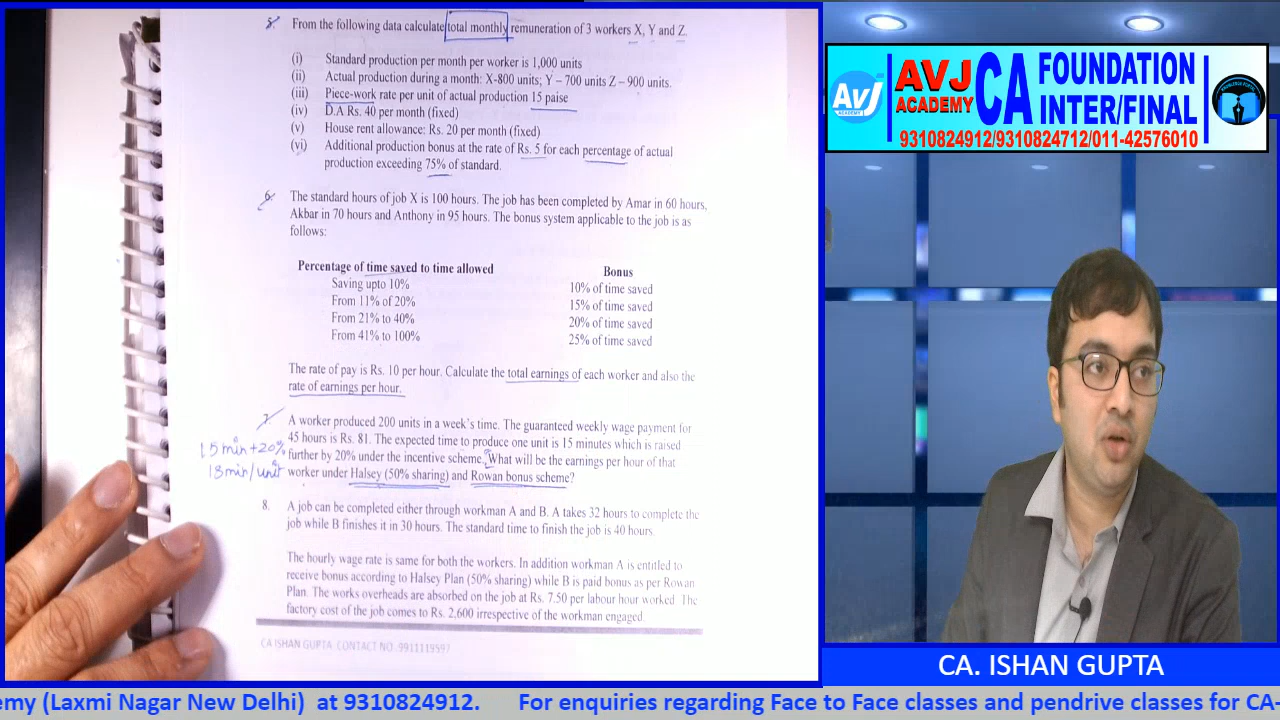 5. From the following data calculate total monthly remuneration of 3 workers X, Y and Z.
(i) Standard production per month per worker is 1,000 units
(ii) Actual production during a month: X-800 units; Y – 700 units Z – 900 units.
(iii) Piece-work rate per unit of actual production 15 paise
(iv) D.A Rs. 40 per month (fixed)
(v) House rent allowance: Rs. 20 per month (fixed)
(vi) Additional production bonus at the rate of Rs. 5 for each percentage of actual
production exceeding 75% of standard.
6. The standard hours of job X is 100 hours. The job has been completed by Amar in 60 hours,
Akbar in 70 hours and Anthony in 95 hours. The bonus system applicable to the job is as
follows:
Percentage of time saved to time allowed Bonus
Saving upto 10% 10% of time saved
From 11% of 20% 15% of time saved
From 21% to 40% 20% of time saved
From 41% to 100% 25% of time saved
The rate of pay is Rs. 10 per hour. Calculate the total earnings of each worker and also the
rate of earnings per hour.
7. A worker produced 200 units in a week's time. The guaranteed weekly wage payment for
45 hours is Rs. 81. The expected time to produce one unit is 15 minutes which is raised
further by 20% under the incentive scheme. What will be the earnings per hour of that
worker under Halsey (50% sharing) and Rowan bonus scheme?
15 min + 20%
18 min/unit
8. A job can be completed either through workman A and B. A takes 32 hours to complete the
job while B finishes it in 30 hours. The standard time to finish the job is 40 hours.
The hourly wage rate is same for both the workers. In addition workman A is entitled to
receive bonus according to Halsey Plan (50% sharing) while B is paid bonus as per Rowan
Plan. The works overheads are absorbed on the job at Rs. 7.50 per labour hour worked. The
factory cost of the job comes to Rs. 2,600 irrespective of the workman engaged.
CA ISHAN GUPTA CONTACT NO. 9911119597
AVJ
ACADEMY
AVJ
ACADEMY
CA
FOUNDATION
INTER/FINAL
9310824912/9310824712/011-42576010
CA. ISHAN GUPTA
emy (Laxmi Nagar New Delhi) at 9310824912. For enquiries regarding Face to Face classes and pendrive classes for CA-